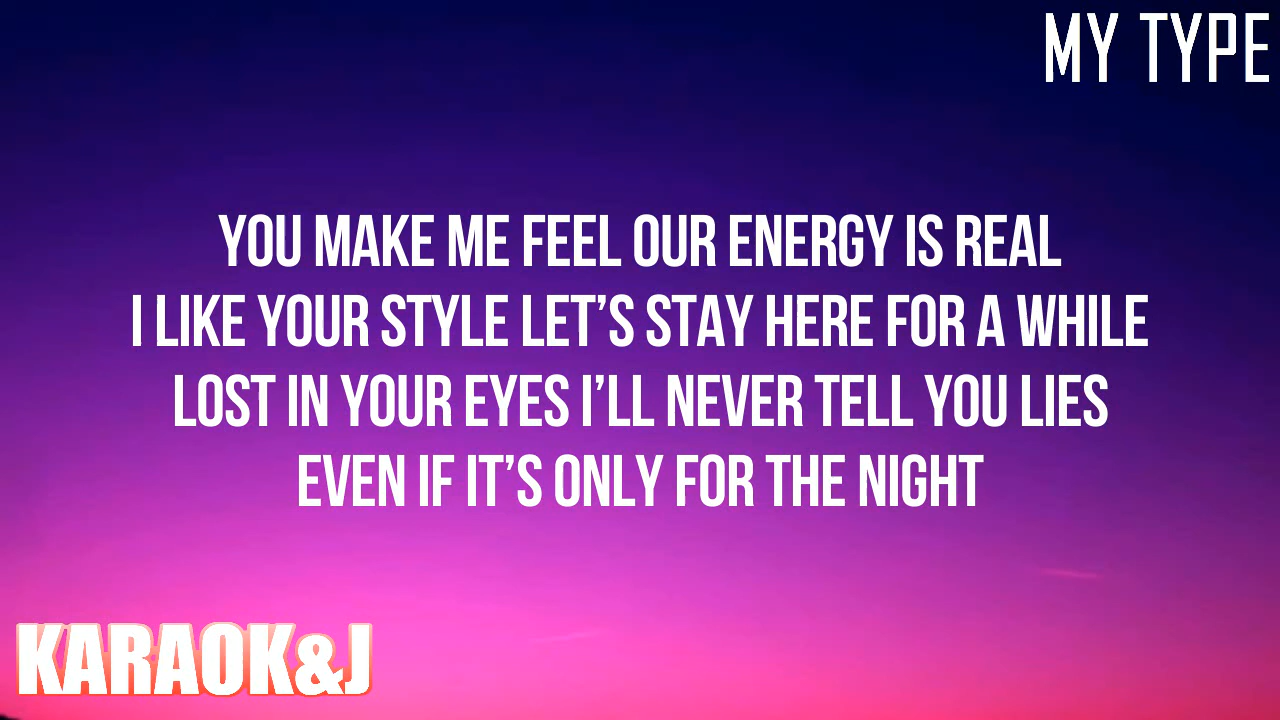 MY TYPE
YOU MAKE ME FEEL OUR ENERGY IS REAL
I LIKE YOUR STYLE LET’S STAY HERE FOR A WHILE
LOST IN YOUR EYES I’LL NEVER TELL YOU LIES
EVEN IF IT’S ONLY FOR THE NIGHT
KARAOK&J